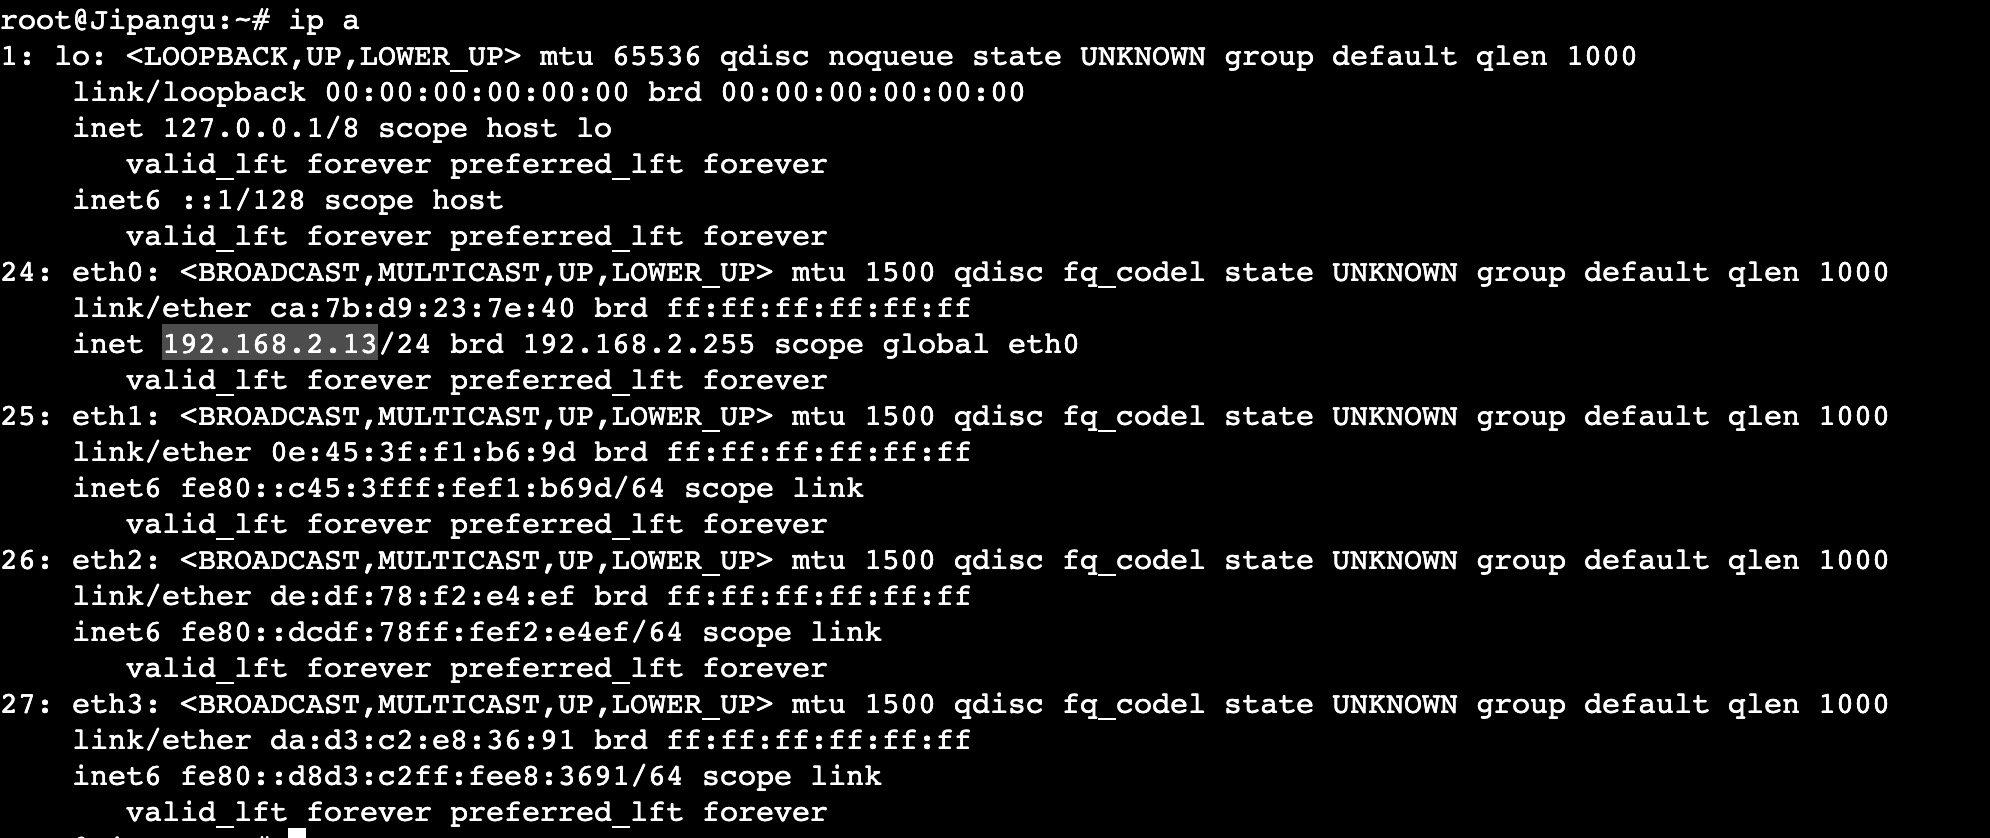 root@Jipangu:~# ip a
1: lo: <LOOPBACK,UP,LOWER_UP> mtu 65536 qdisc noqueue state UNKNOWN group default qlen 1000
    link/loopback 00:00:00:00:00:00 brd 00:00:00:00:00:00
    inet 127.0.0.1/8 scope host lo
       valid_lft forever preferred_lft forever
    inet6 ::1/128 scope host
       valid_lft forever preferred_lft forever
24: eth0: <BROADCAST,MULTICAST,UP,LOWER_UP> mtu 1500 qdisc fq_codel state UNKNOWN group default qlen 1000
    link/ether ca:7b:d9:23:7e:40 brd ff:ff:ff:ff:ff:ff
    inet 192.168.2.13/24 brd 192.168.2.255 scope global eth0
       valid_lft forever preferred_lft forever
25: eth1: <BROADCAST,MULTICAST,UP,LOWER_UP> mtu 1500 qdisc fq_codel state UNKNOWN group default qlen 1000
    link/ether 0e:45:3f:f1:b6:9d brd ff:ff:ff:ff:ff:ff
    inet6 fe80::c45:3fff:fef1:b69d/64 scope link
       valid_lft forever preferred_lft forever
26: eth2: <BROADCAST,MULTICAST,UP,LOWER_UP> mtu 1500 qdisc fq_codel state UNKNOWN group default qlen 1000
    link/ether de:df:78:f2:e4:ef brd ff:ff:ff:ff:ff:ff
    inet6 fe80::dcdf:78ff:fef2:e4ef/64 scope link
       valid_lft forever preferred_lft forever
27: eth3: <BROADCAST,MULTICAST,UP,LOWER_UP> mtu 1500 qdisc fq_codel state UNKNOWN group default qlen 1000
    link/ether da:d3:c2:e8:36:91 brd ff:ff:ff:ff:ff:ff
    inet6 fe80::d8d3:c2ff:fee8:3691/64 scope link
       valid_lft forever preferred_lft forever